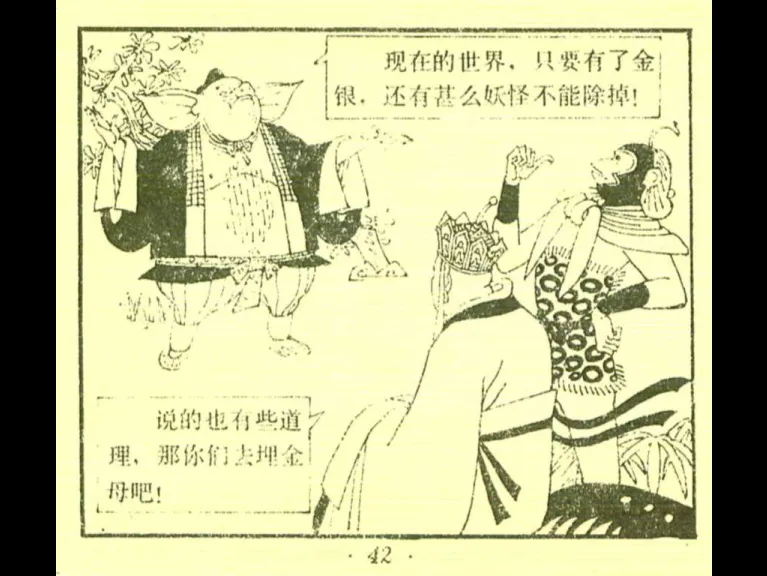 现在的世界，只要有了金
银，还有甚么妖怪不能除掉！
说的也有些道
理，那你们去埋金
母吧！
· 42 ·